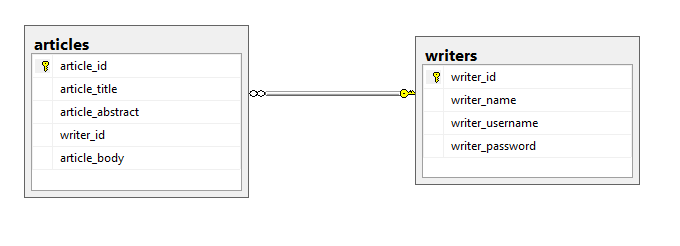 articles
article_id
article_title
article_abstract
writer_id
article_body
writers
writer_id
writer_name
writer_username
writer_password